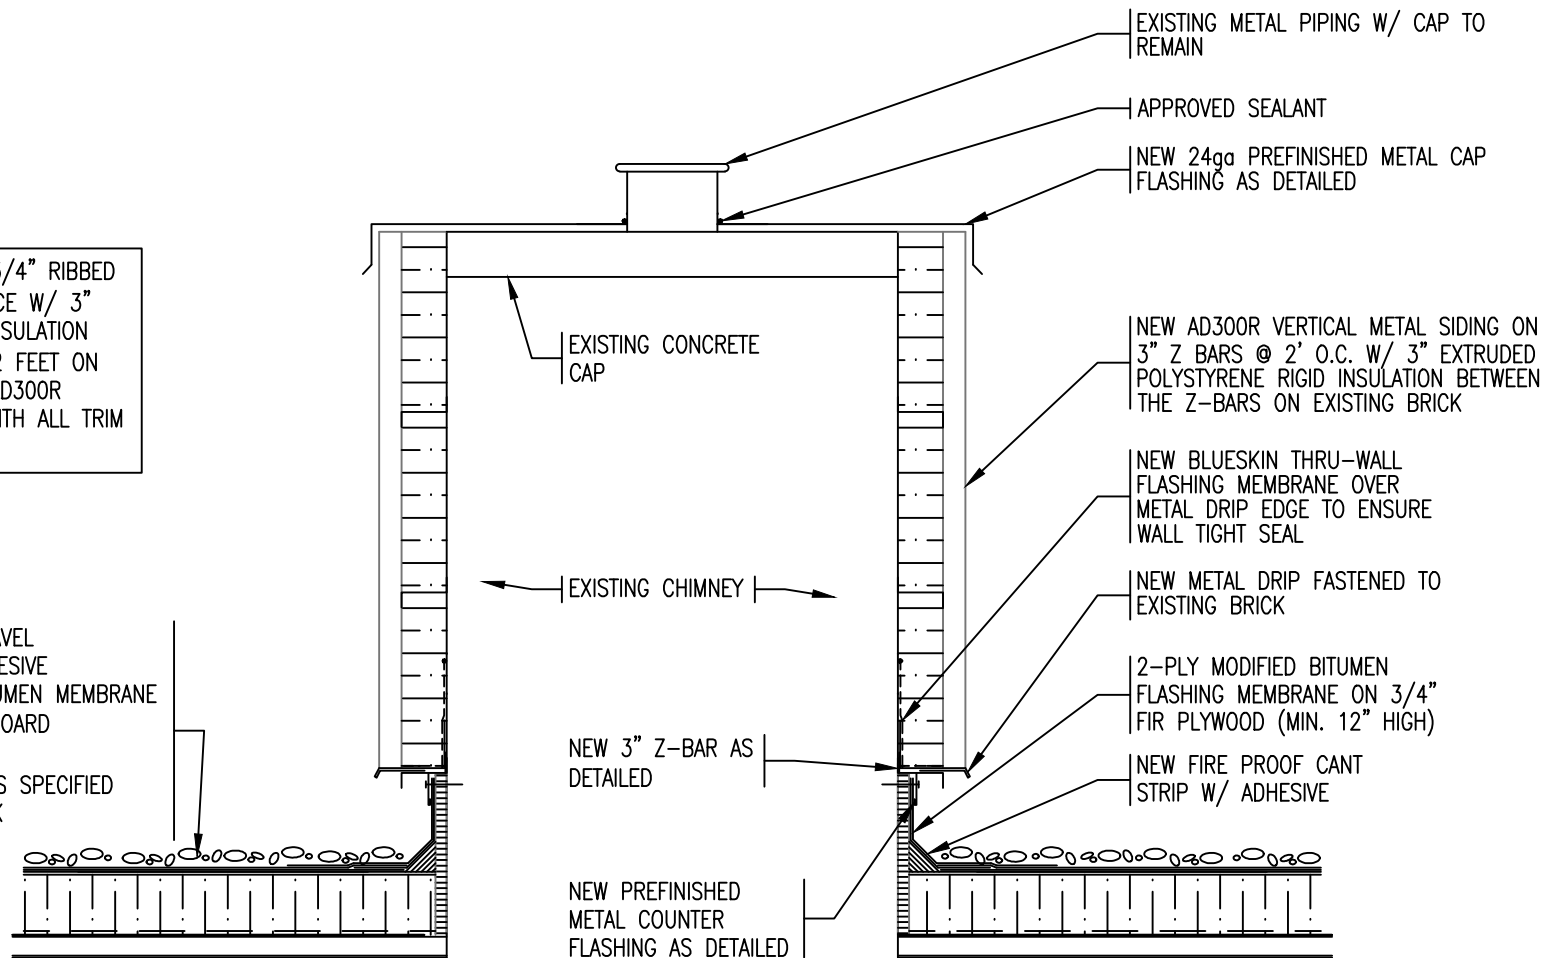 EXISTING METAL PIPING W/ CAP TO
REMAIN
APPROVED SEALANT
NEW 24ga PREFINISHED METAL CAP
FLASHING AS DETAILED
/4" RIBBED
CE W/ 3"
SULATION
2 FEET ON
D300R
TH ALL TRIM
EXISTING CONCRETE
CAP
NEW AD300R VERTICAL METAL SIDING ON
3" Z BARS @ 2' O.C. W/ 3" EXTRUDED
POLYSTYRENE RIGID INSULATION BETWEEN
THE Z-BARS ON EXISTING BRICK
NEW BLUESKIN THRU-WALL
FLASHING MEMBRANE OVER
METAL DRIP EDGE TO ENSURE
WALL TIGHT SEAL
EXISTING CHIMNEY
NEW METAL DRIP FASTENED TO
EXISTING BRICK
AVEL
ESIVE
UMEN MEMBRANE
OARD
S SPECIFIED
K
2-PLY MODIFIED BITUMEN
FLASHING MEMBRANE ON 3/4"
FIR PLYWOOD (MIN. 12" HIGH)
NEW 3" Z-BAR AS
DETAILED
NEW FIRE PROOF CANT
STRIP W/ ADHESIVE
NEW PREFINISHED
METAL COUNTER
FLASHING AS DETAILED